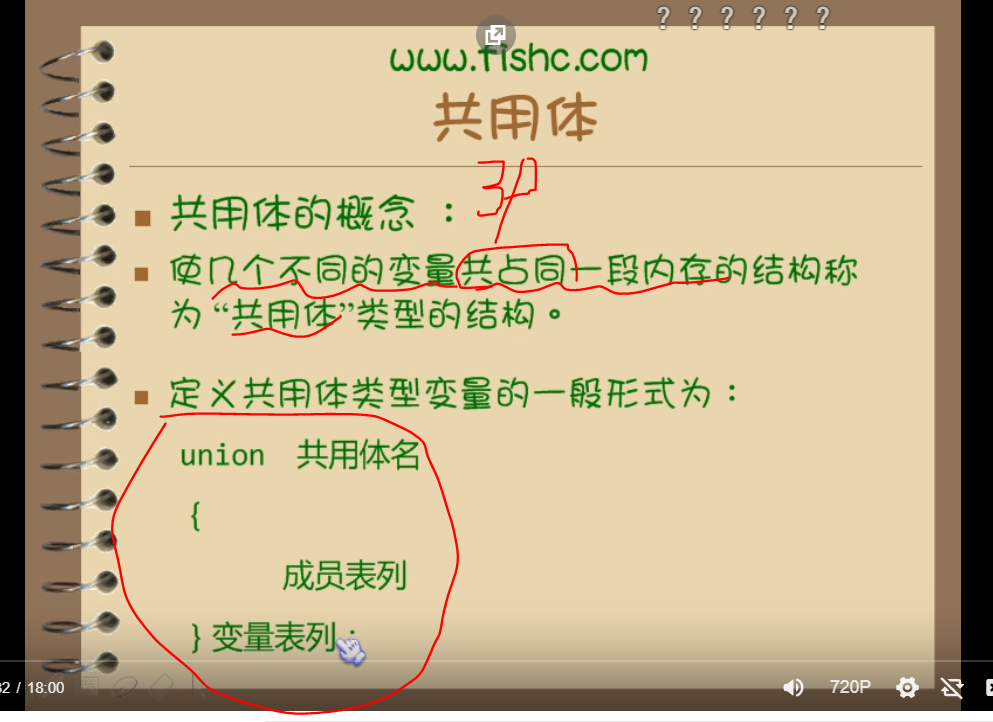 ? ? ? ? ? ?
www.fishc.com
共用体
共用体的概念：
使几个不同的变量共占同一段内存的结构称
为“共用体”类型的结构。
定义共用体类型变量的一般形式为：
union 共用体名
{
成员表列
} 变量表列;
/ 18:00
720P